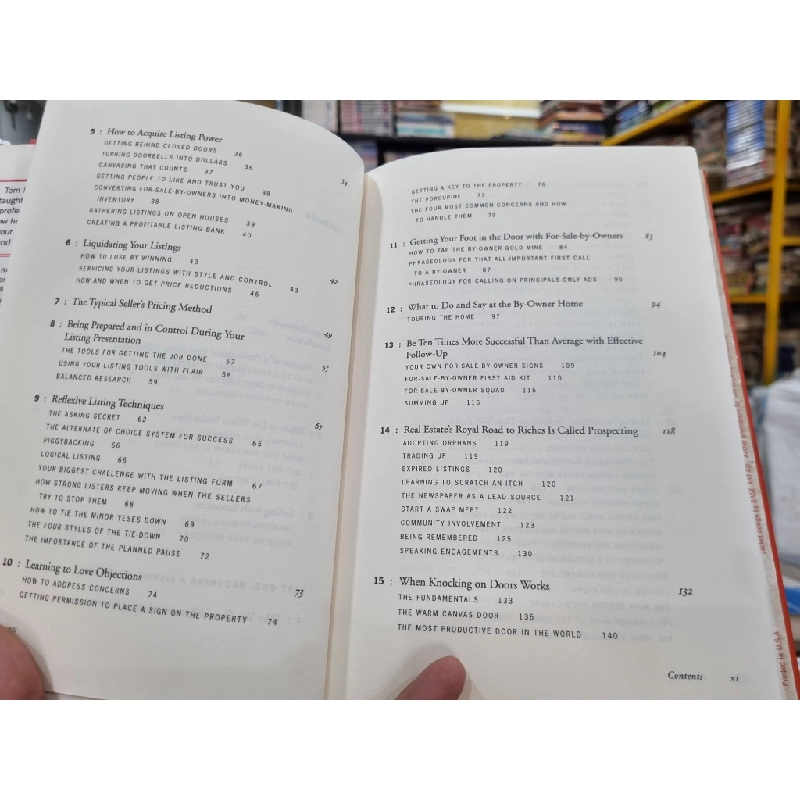 Tom
taught
profe
how to
your
and
5 : How to Acquire Listing Power 34
GETTING BEHIND CLOSED DOORS 36
TURNING DOORBELLS INTO DOLLARS 36
CANVASING THAT COUNTS 37
GETTING PEOPLE TO LIKE AND TRUST YOU 38
CONVERTING FOR-SALE-BY-OWNERS INTO MONEY-MAKING
INVENTORY 38
GATHERING LISTINGS ON OPEN HOUSES 39
CREATING A PROFITABLE LISTING BANK 40
6 : Liquidating Your Listings
HOW TO LOSE BY WINNING 43
SERVICING YOUR LISTINGS WITH STYLE AND CONTROL 43
HOW AND WHEN TO GET PRICE REDUCTIONS 45
7 : The Typical Seller's Pricing Method 49
8 : Being Prepared and in Control During Your
Listing Presentation 55
THE TOOLS FOR GETTING THE JOB DONE 57
USING YOUR LISTING TOOLS WITH FLAIR 58
BALANCED RESEARCH 59
9 : Reflexive Listing Techniques 61
THE ASKING SECRET 62
THE ALTERNATE OF CHOICE SYSTEM FOR SUCCESS 65
PIGGYBACKING 66
LOGICAL LISTING 66
YOUR BIGGEST CHALLENGE WITH THE LISTING FORM 67
HOW STRONG LISTERS KEEP MOVING WHEN THE SELLERS
TRY TO STOP THEM 68
HOW TO TIE THE MINOR YESES DOWN 69
THE FOUR STYLES OF THE TIE-DOWN 70
THE IMPORTANCE OF THE PLANNED PAUSE 72
10 : Learning to Love Objections 73
HOW TO ADDRESS CONCERNS 74
GETTING PERMISSION TO PLACE A SIGN ON THE PROPERTY 74
GETTING A KEY TO THE PROPERTY 76
THE PORCUPINE 77
THE FOUR MOST COMMON CONCERNS AND HOW
TO HANDLE THEM 79
11 : Getting Your Foot in the Door with For-Sale-by-Owners 83
HOW TO TAP THE BY OWNER GOLD MINE 84
PHRASEOLOGY FOR THAT ALL IMPORTANT FIRST CALL
TO A BY OWNER 87
PHRASEOLOGY FOR CALLING ON PRINCIPALS-ONLY ADS 90
12 : What to Do and Say at the By-Owner Home 94
TOURING THE HOME 97
13 : Be Ten Times More Successful Than Average with Effective
Follow-Up 104
YOUR OWN FOR-SALE-BY-OWNER SIGNS 109
FOR-SALE-BY-OWNER FIRST AID KIT 110
FOR SALE-BY-OWNER SQUAD 115
SUMMING UP 115
14 : Real Estate's Royal Road to Riches Is Called Prospecting 118
ADOPTING ORPHANS 119
TRADING UP 119
EXPIRED LISTINGS 120
LEARNING TO SCRATCH AN ITCH 120
THE NEWSPAPER AS A LEAD SOURCE 121
START A SWAP MEET 122
COMMUNITY INVOLVEMENT 123
BEING REMEMBERED 125
SPEAKING ENGAGEMENTS 130
15 : When Knocking on Doors Works 132
THE FUNDAMENTALS 133
THE WARM CANVAS DOOR 135
THE MOST PRODUCTIVE DOOR IN THE WORLD 140
Contents xi
Printed in U.S.A.